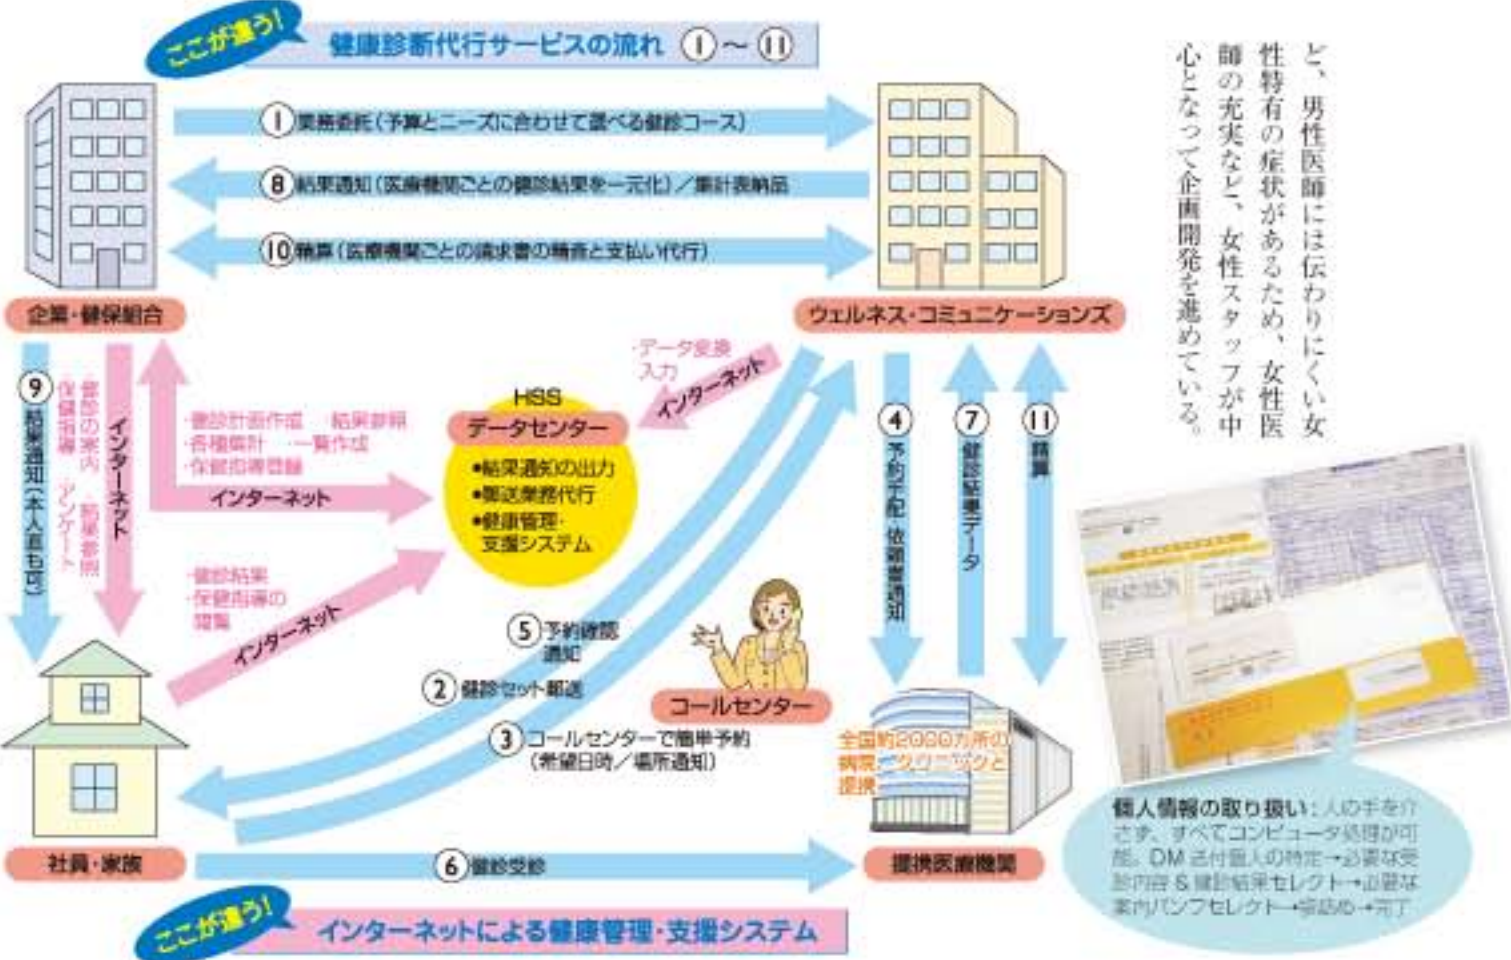 ここが違う!
健康診断代行サービスの流れ ①〜⑪
①業務委託(予算とニーズに合わせて選べる健診コース)
⑧結果通知(医療機関ごとの健診結果を一元化)/集計表納品
⑩精算(医療機関ごとの請求書の精査と支払い代行)
企業・健保組合
ウェルネス・コミュニケーションズ
ど、男性医師には伝わりにくい女
性特有の症状があるため、女性医
師の充実など、女性スタッフが中
心となって企画開発を進めている。
⑨結果通知(本人直も可)
・健診の案内 ・結果参照
・保健指導 ・アンケート
インターネット
・健診計画作成 ・結果参照
・各種集計 ・一覧作成
・保健指導登録
インターネット
・データ変換
入力
インターネット
HSS
データセンター
●結果通知の出力
●郵送業務代行
●健康管理・
支援システム
・健診結果
・保健指導の
閲覧
インターネット
④予約手配・依頼書通知
⑦健診結果データ
⑪精算
⑤予約確認
通知
②健診セット郵送
③コールセンターで簡単予約
(希望日時/場所通知)
コールセンター
全国約2000カ所の
病院、クリニックと
提携
社員・家族
⑥健診受診
提携医療機関
個人情報の取り扱い:人の手を介
さず、すべてコンピュータ処理が可
能。DM 送付個人の特定→必要な受
診内容 & 健診結果セレクト→必要な
案内パンフセレクト→袋詰め→完了
ここが違う!
インターネットによる健康管理・支援システム